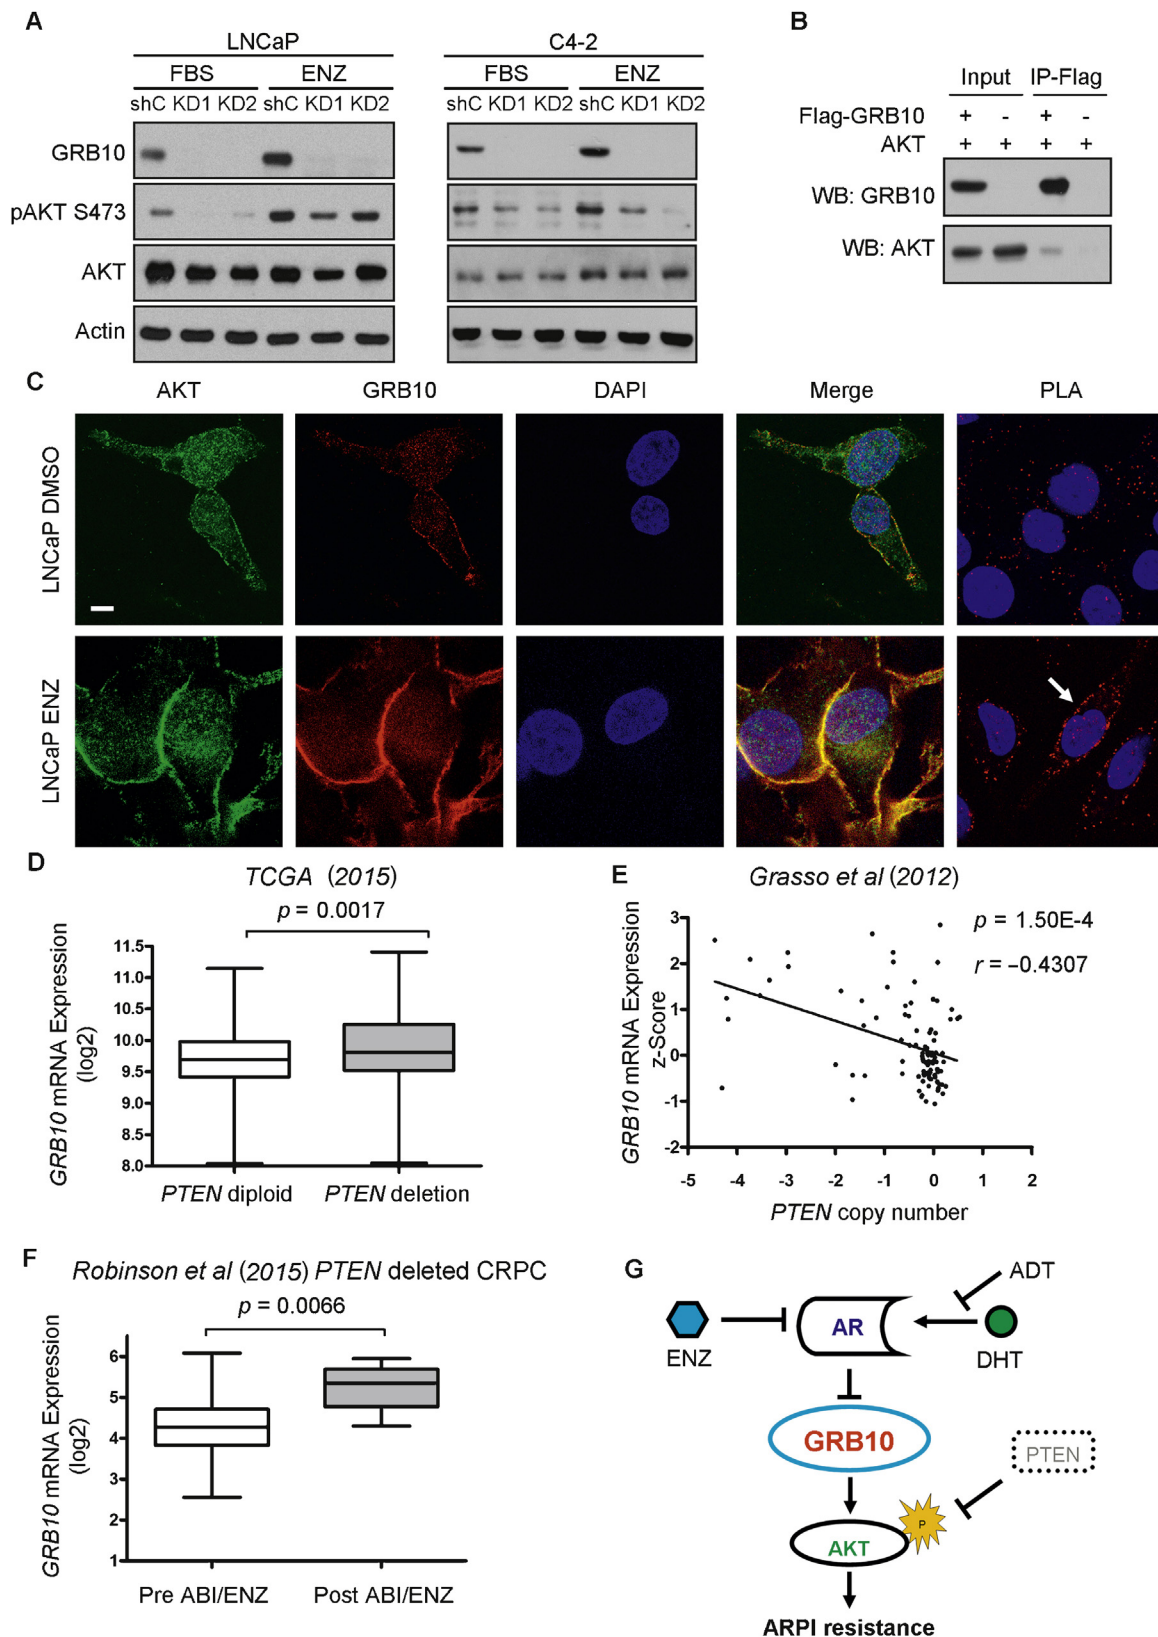 A
LNCaP
C4-2
FBS
ENZ
FBS
ENZ
shC KD1 KD2 shC KD1 KD2
shC KD1 KD2 shC KD1 KD2
GRB10
pAKT S473
AKT
Actin
B
Input IP-Flag
Flag-GRB10 + - + -
AKT + + + +
WB: GRB10
WB: AKT
C
AKT
GRB10
DAPI
Merge
PLA
LNCaP DMSO
LNCaP ENZ
D
TCGA (2015)
p = 0.0017
GRB10 mRNA Expression
(log2)
11.5
11.0
10.5
10.0
9.5
9.0
8.5
8.0
PTEN diploid
PTEN deletion
E
Grasso et al (2012)
p = 1.50E-4
r = –0.4307
GRB10 mRNA Expression
z-Score
3
2
1
0
-1
-2
-5 -4 -3 -2 -1 0 1 2
PTEN copy number
F
Robinson et al (2015) PTEN deleted CRPC
p = 0.0066
GRB10 mRNA Expression
(log2)
6
5
4
3
2
1
Pre ABI/ENZ
Post ABI/ENZ
G
ADT
AR
ENZ
DHT
GRB10
PTEN
P
AKT
ARPI resistance